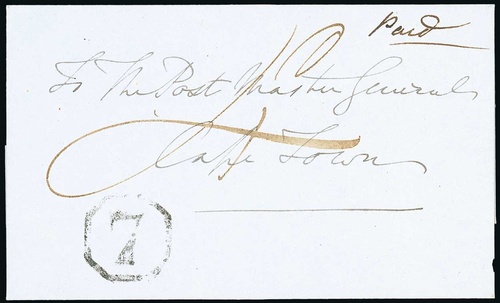 Paid
To The Post Master General
Cape Town
7